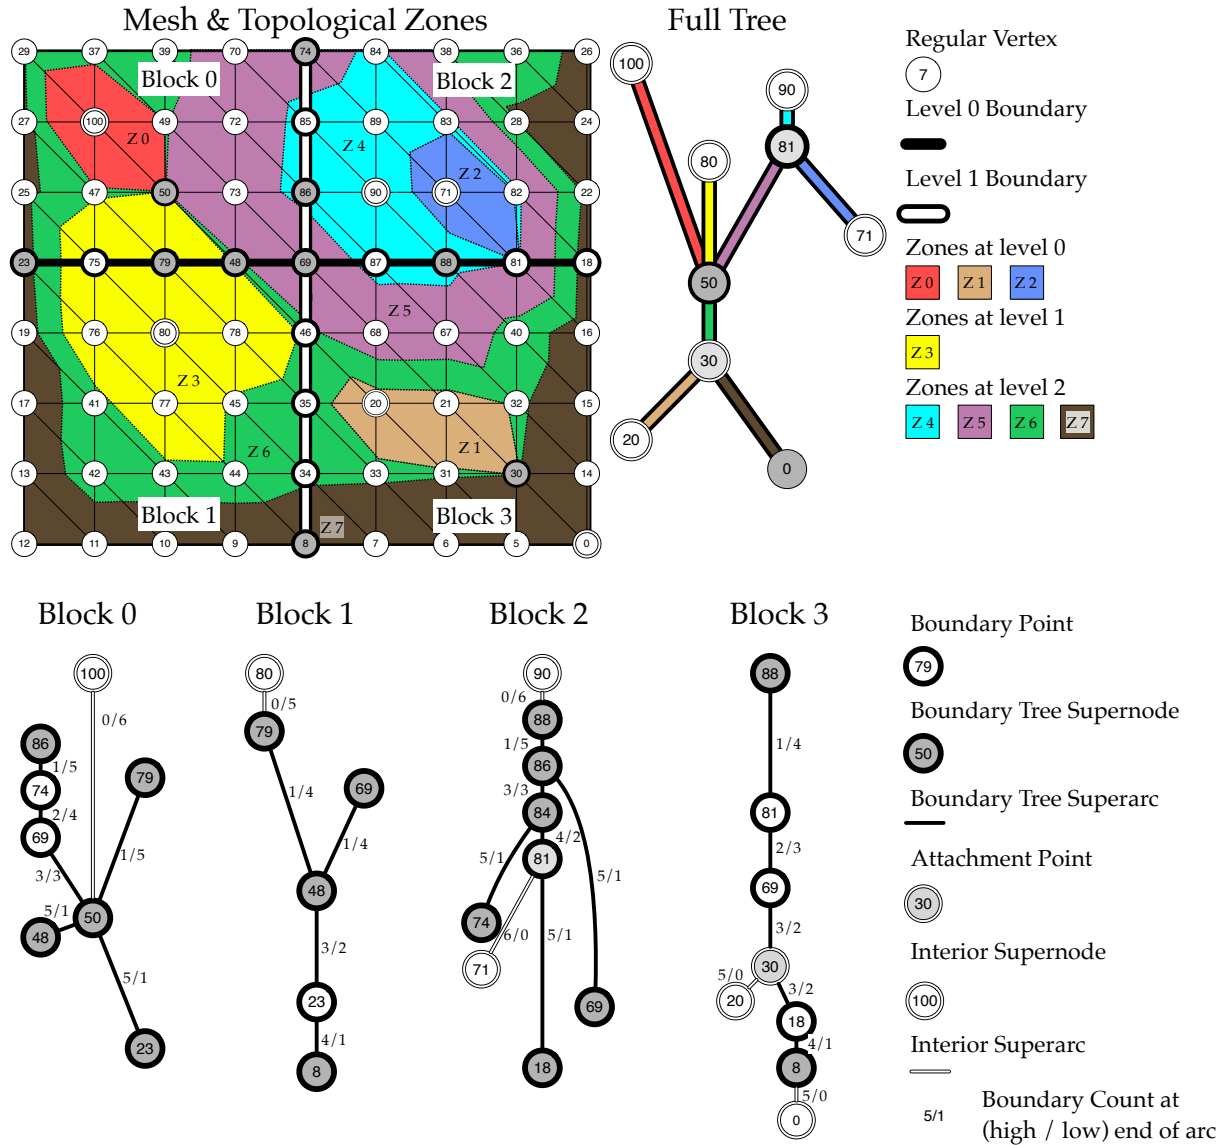 Mesh & Topological Zones
29 37 39 70 74 84 38 36 26
Block 0 Block 2
27 100 49 72 85 89 83 28 24
Z 0 Z 4 Z 2
25 47 50 73 86 90 71 82 22
23 75 79 48 69 87 88 81 18
Z 5
19 76 80 78 46 68 67 40 16
Z 3
17 41 77 45 35 20 21 32 15
Z 6 Z 1
13 42 43 44 34 33 31 30 14
Block 1 Block 3
Z 7
12 11 10 9 8 7 6 5 0
Full Tree
100
90
81
80
71
50
30
20
0
Regular Vertex
7
Level 0 Boundary
Level 1 Boundary
Zones at level 0
Z 0 Z 1 Z 2
Zones at level 1
Z 3
Zones at level 2
Z 4 Z 5 Z 6 Z 7
Block 0
100
0/6
86
1/5
79
74
2/4
69
1/5
3/3
5/1
50
48
5/1
23
Block 1
80
0/5
79
1/4
69
1/4
48
3/2
23
4/1
8
Block 2
90
0/6
88
1/5
86
3/3
84
4/2
5/1
81
5/1
74
6/0
5/1
71
69
18
Block 3
88
1/4
81
2/3
69
3/2
30
5/0
20
3/2
18
4/1
8
5/0
0
Boundary Point
79
Boundary Tree Supernode
50
Boundary Tree Superarc
Attachment Point
30
Interior Supernode
100
Interior Superarc
5/1
Boundary Count at
(high / low) end of arc